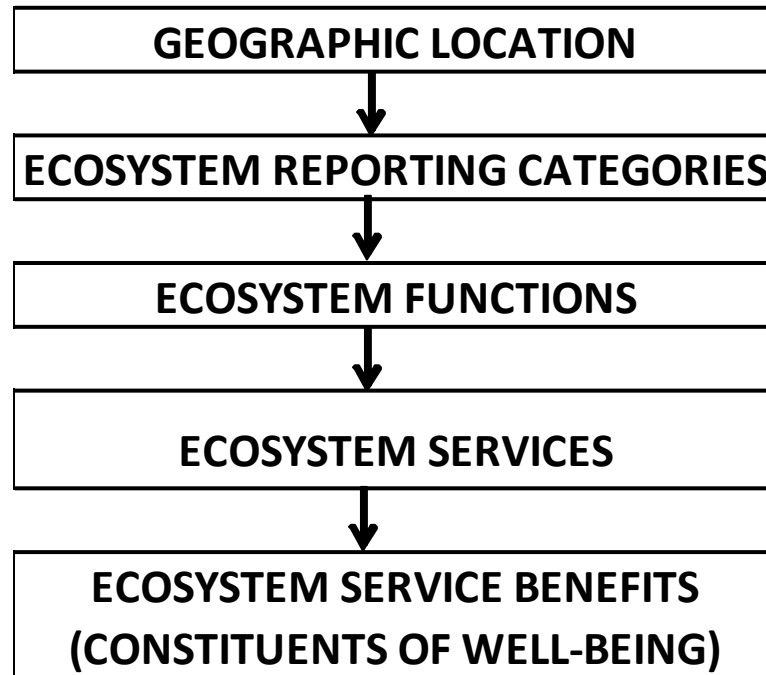 GEOGRAPHIC LOCATION
ECOSYSTEM REPORTING CATEGORIES
ECOSYSTEM FUNCTIONS
ECOSYSTEM SERVICES
ECOSYSTEM SERVICE BENEFITS
(CONSTITUENTS OF WELL-BEING)